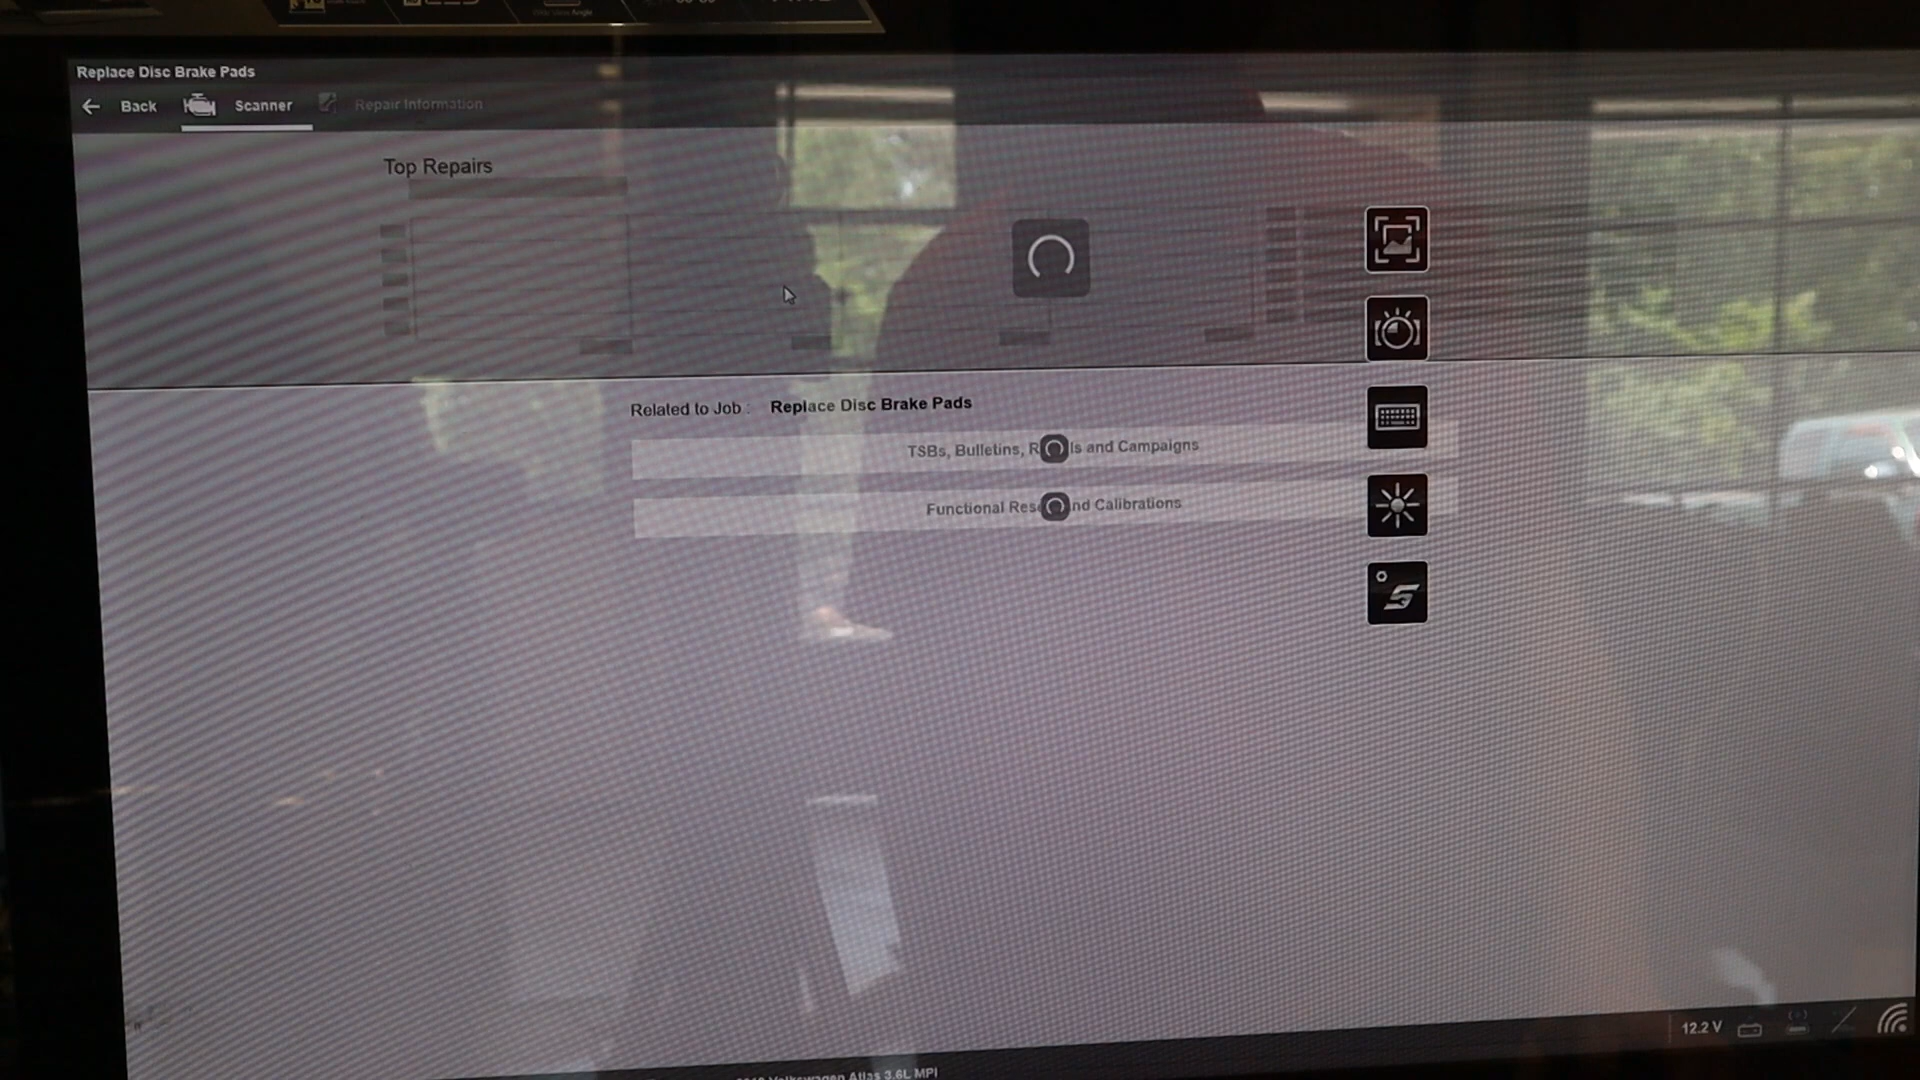 Replace Disc Brake Pads
Back Scanner Repair Information
Top Repairs
Related to Job : Replace Disc Brake Pads
TSBs, Bulletins, R ls and Campaigns
Functional Res nd Calibrations
12.2 V
Volkswagen Atlas 3.6L MPI